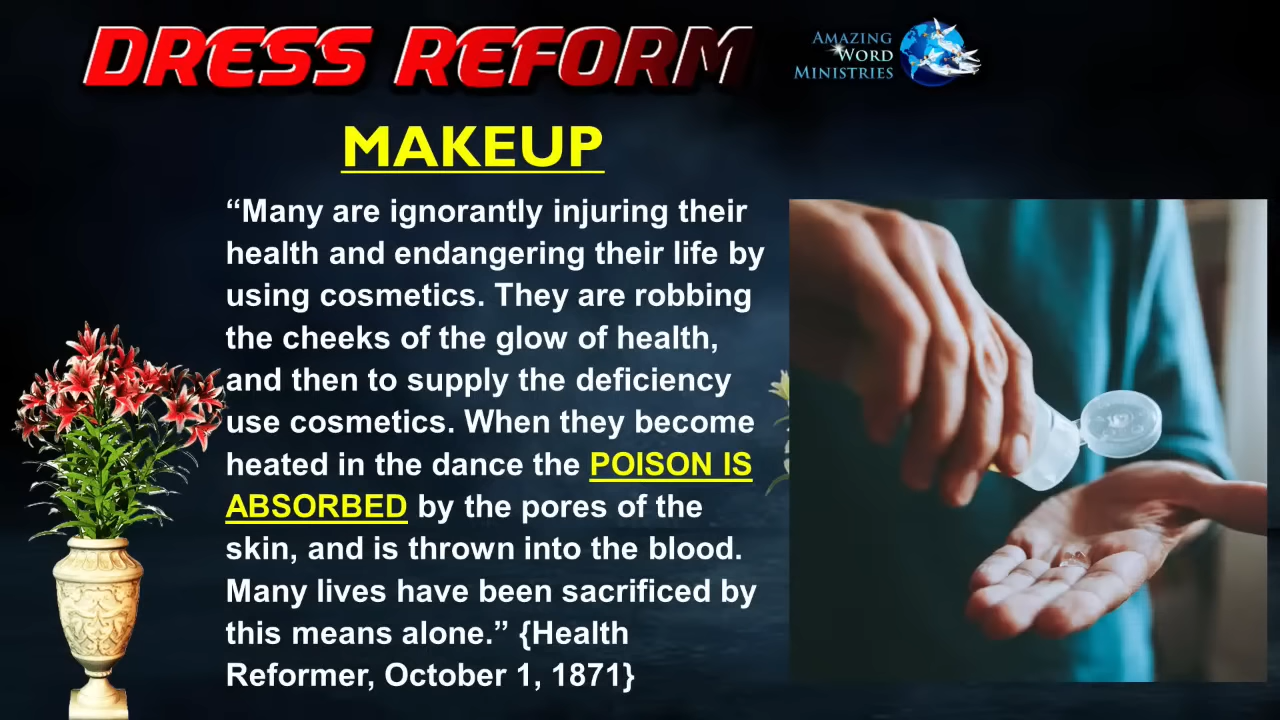 DRESS REFORM
AMAZING
WORD
MINISTRIES
MAKEUP
“Many are ignorantly injuring their
health and endangering their life by
using cosmetics. They are robbing
the cheeks of the glow of health,
and then to supply the deficiency
use cosmetics. When they become
heated in the dance the POISON IS
ABSORBED by the pores of the
skin, and is thrown into the blood.
Many lives have been sacrificed by
this means alone.” {Health
Reformer, October 1, 1871}